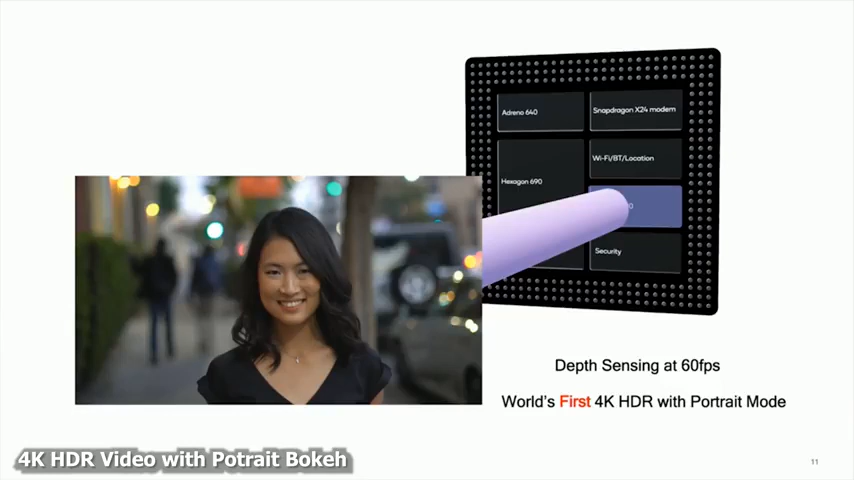 Adreno 640
Snapdragon X24 modem
Wi-Fi/BT/Location
Hexagon 690
Security
Depth Sensing at 60fps
World's First 4K HDR with Portrait Mode
4K HDR Video with Potrait Bokeh
11